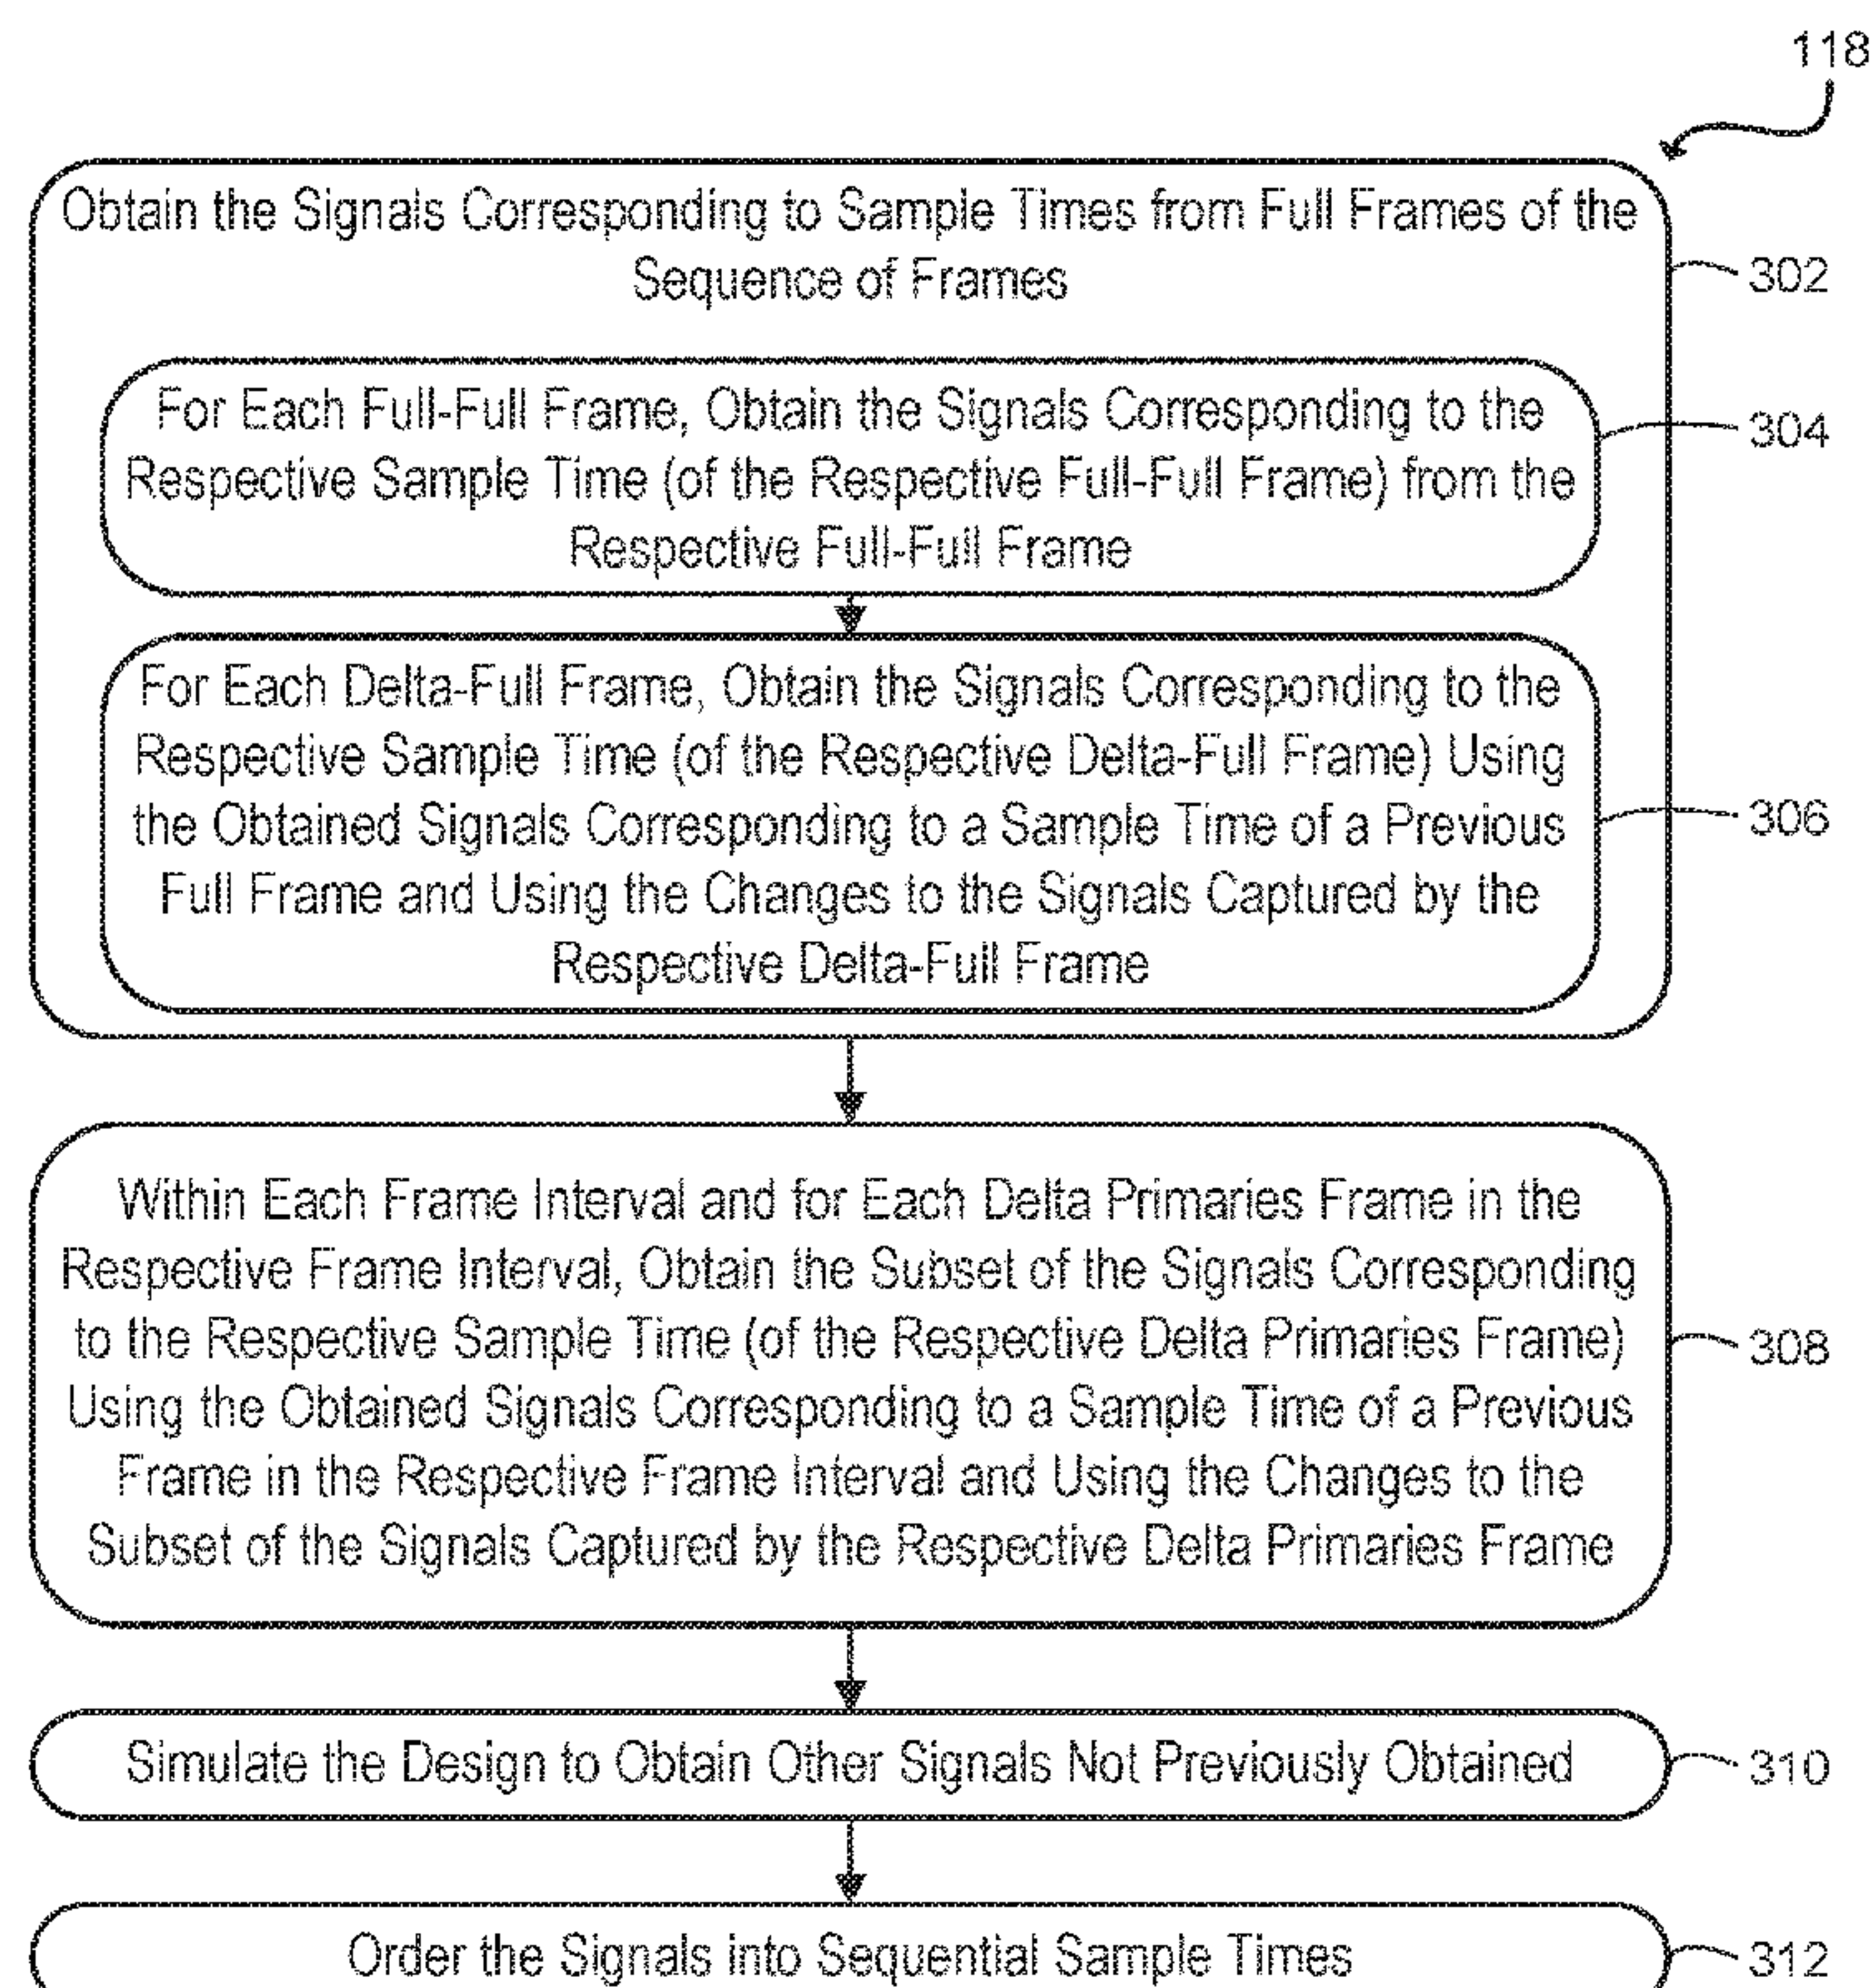 118
Obtain the Signals Corresponding to Sample Times from Full Frames of the
Sequence of Frames
302
For Each Full-Full Frame, Obtain the Signals Corresponding to the
Respective Sample Time (of the Respective Full-Full Frame) from the
Respective Full-Full Frame
304
For Each Delta-Full Frame, Obtain the Signals Corresponding to the
Respective Sample Time (of the Respective Delta-Full Frame) Using
the Obtained Signals Corresponding to a Sample Time of a Previous
Full Frame and Using the Changes to the Signals Captured by the
Respective Delta-Full Frame
306
Within Each Frame Interval and for Each Delta Primaries Frame in the
Respective Frame Interval, Obtain the Subset of the Signals Corresponding
to the Respective Sample Time (of the Respective Delta Primaries Frame)
Using the Obtained Signals Corresponding to a Sample Time of a Previous
Frame in the Respective Frame Interval and Using the Changes to the
Subset of the Signals Captured by the Respective Delta Primaries Frame
308
Simulate the Design to Obtain Other Signals Not Previously Obtained
310
Order the Signals into Sequential Sample Times
312